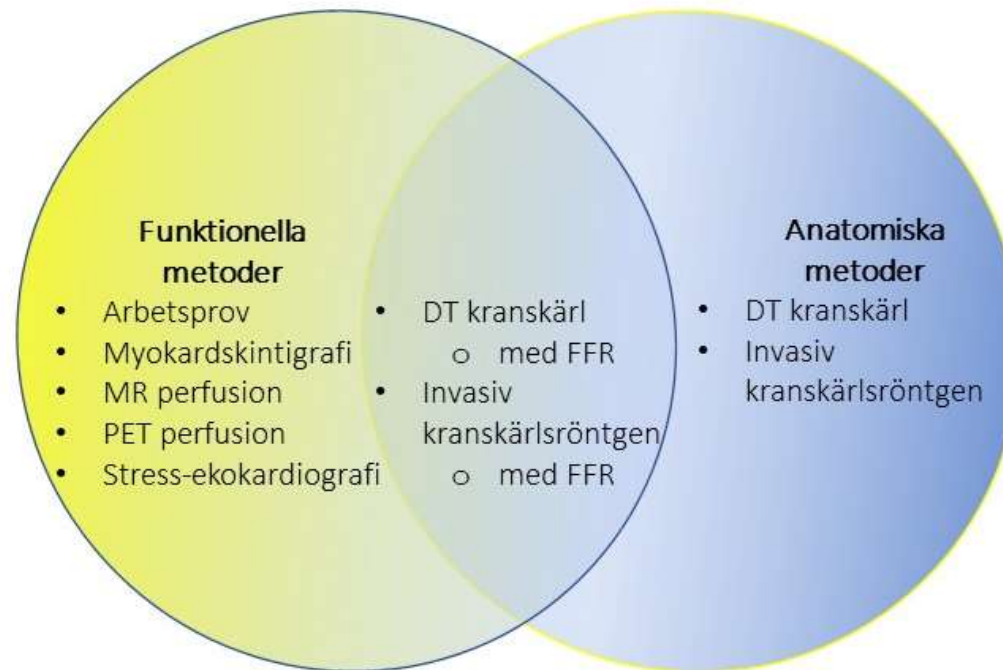 Funktionella
metoder
• Arbetsprov
• Myokardskintigrafi
• MR perfusion
• PET perfusion
• Stress-ekokardiografi
• DT kranskärl
o med FFR
• Invasiv
kranskärlsröntgen
o med FFR
Anatomiska
metoder
• DT kranskärl
• Invasiv
kranskärlsröntgen